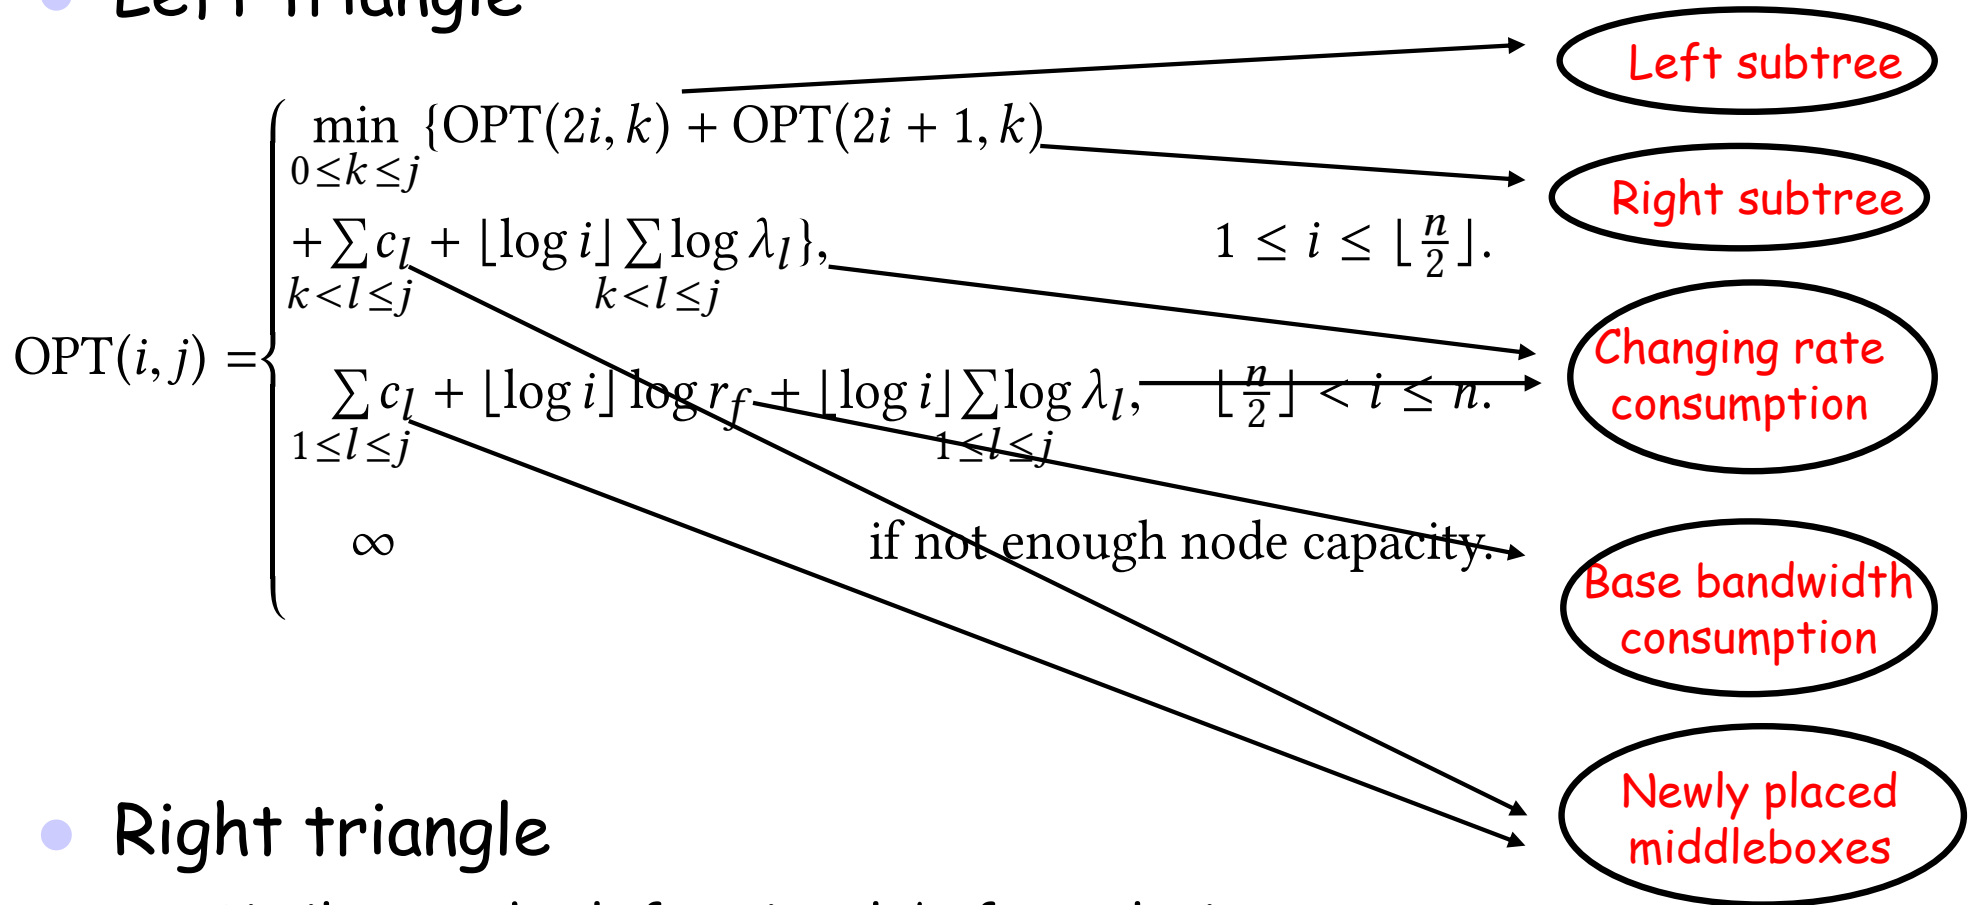 Left triangle
Left subtree
min {OPT(2i, k) + OPT(2i + 1, k)
0≤k≤j
Right subtree
+ ∑ c_l + ⌊log i⌋ ∑ log λ_l}, 1 ≤ i ≤ ⌊n/2⌋.
k<l≤j k<l≤j
OPT(i, j) =
Changing rate
consumption
∑ c_l + ⌊log i⌋ log r_f + ⌊log i⌋ ∑ log λ_l, ⌊n/2⌋ < i ≤ n.
1≤l≤j 1≤l≤j
∞ if not enough node capacity.
Base bandwidth
consumption
Newly placed
middleboxes
Right triangle